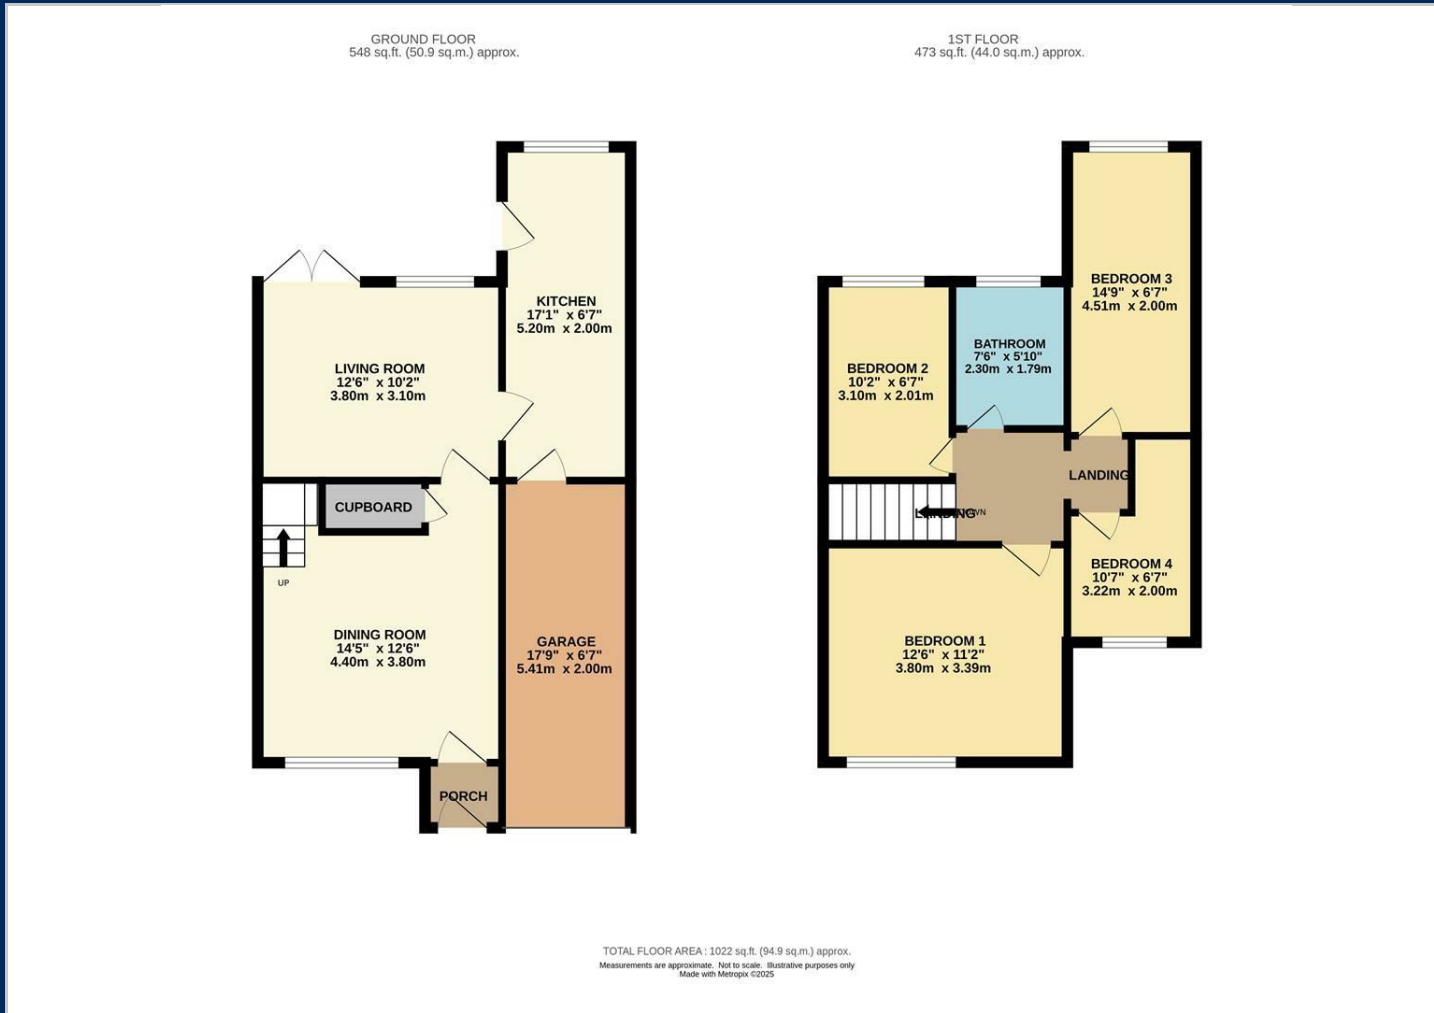 GROUND FLOOR
548 sq.ft. (50.9 sq.m.) approx.
1ST FLOOR
473 sq.ft. (44.0 sq.m.) approx.
KITCHEN
17'1" x 6'7"
5.20m x 2.00m
LIVING ROOM
12'6" x 10'2"
3.80m x 3.10m
CUPBOARD
UP
DINING ROOM
14'5" x 12'6"
4.40m x 3.80m
GARAGE
17'9" x 6'7"
5.41m x 2.00m
PORCH
BEDROOM 3
14'9" x 6'7"
4.51m x 2.00m
BATHROOM
7'6" x 5'10"
2.30m x 1.79m
BEDROOM 2
10'2" x 6'7"
3.10m x 2.01m
LANDING
LANDING
DOWN
BEDROOM 4
10'7" x 6'7"
3.22m x 2.00m
BEDROOM 1
12'6" x 11'2"
3.80m x 3.39m
TOTAL FLOOR AREA : 1022 sq.ft. (94.9 sq.m.) approx.
Measurements are approximate. Not to scale. Illustrative purposes only
Made with Metropix ©2025